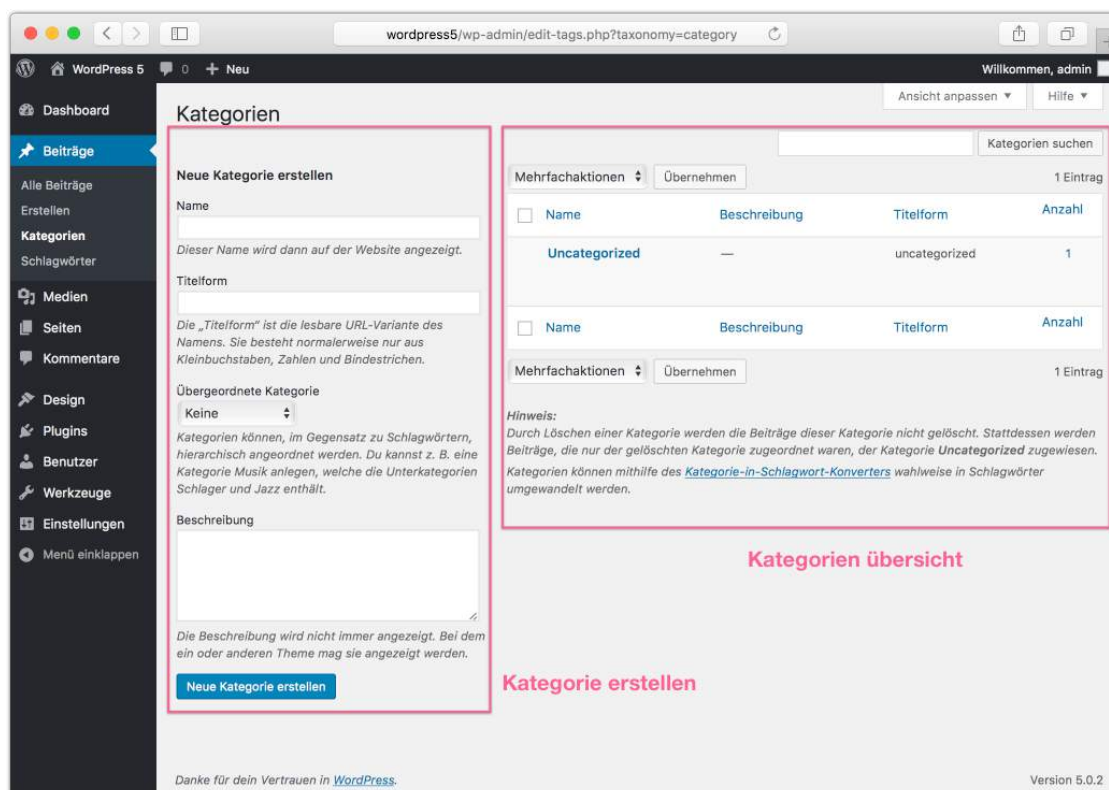 wordpress5/wp-admin/edit-tags.php?taxonomy=category
WordPress 5
0
+ Neu
Willkommen, admin
Dashboard
Beiträge
Alle Beiträge
Erstellen
Kategorien
Schlagwörter
Medien
Seiten
Kommentare
Design
Plugins
Benutzer
Werkzeuge
Einstellungen
Menü einklappen
Ansicht anpassen ▼
Hilfe ▼
Kategorien
Neue Kategorie erstellen
Name
Dieser Name wird dann auf der Website angezeigt.
Titelform
Die „Titelform“ ist die lesbare URL-Variante des
Namens. Sie besteht normalerweise nur aus
Kleinbuchstaben, Zahlen und Bindestrichen.
Übergeordnete Kategorie
Keine
Kategorien können, im Gegensatz zu Schlagwörtern,
hierarchisch angeordnet werden. Du kannst z. B. eine
Kategorie Musik anlegen, welche die Unterkategorien
Schlager und Jazz enthält.
Beschreibung
Die Beschreibung wird nicht immer angezeigt. Bei dem
ein oder anderen Theme mag sie angezeigt werden.
Neue Kategorie erstellen
Kategorie erstellen
Kategorien suchen
Mehrfachaktionen Übernehmen 1 Eintrag
Name Beschreibung Titelform Anzahl
Uncategorized — uncategorized 1
Name Beschreibung Titelform Anzahl
Mehrfachaktionen Übernehmen 1 Eintrag
Hinweis:
Durch Löschen einer Kategorie werden die Beiträge dieser Kategorie nicht gelöscht. Stattdessen werden
Beiträge, die nur der gelöschten Kategorie zugeordnet waren, der Kategorie Uncategorized zugewiesen.
Kategorien können mithilfe des Kategorie-in-Schlagwort-Konverters wahlweise in Schlagwörter
umgewandelt werden.
Kategorien übersicht
Danke für dein Vertrauen in WordPress.
Version 5.0.2